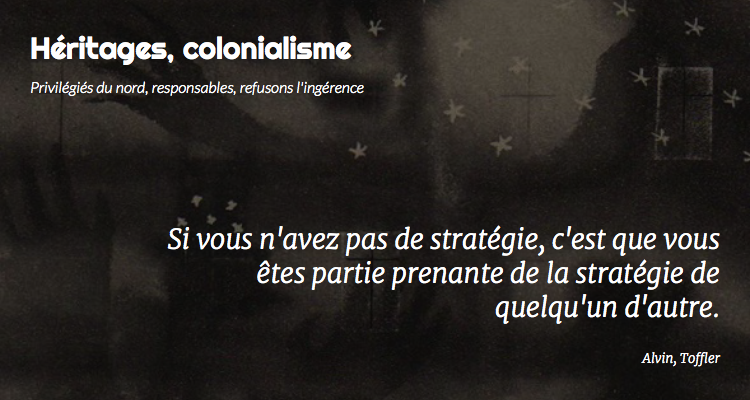 Héritages, colonialisme
Privilégiés du nord, responsables, refusons l'ingérence
Si vous n'avez pas de stratégie, c'est que vous
êtes partie prenante de la stratégie de
quelqu'un d'autre.
Alvin, Toffler